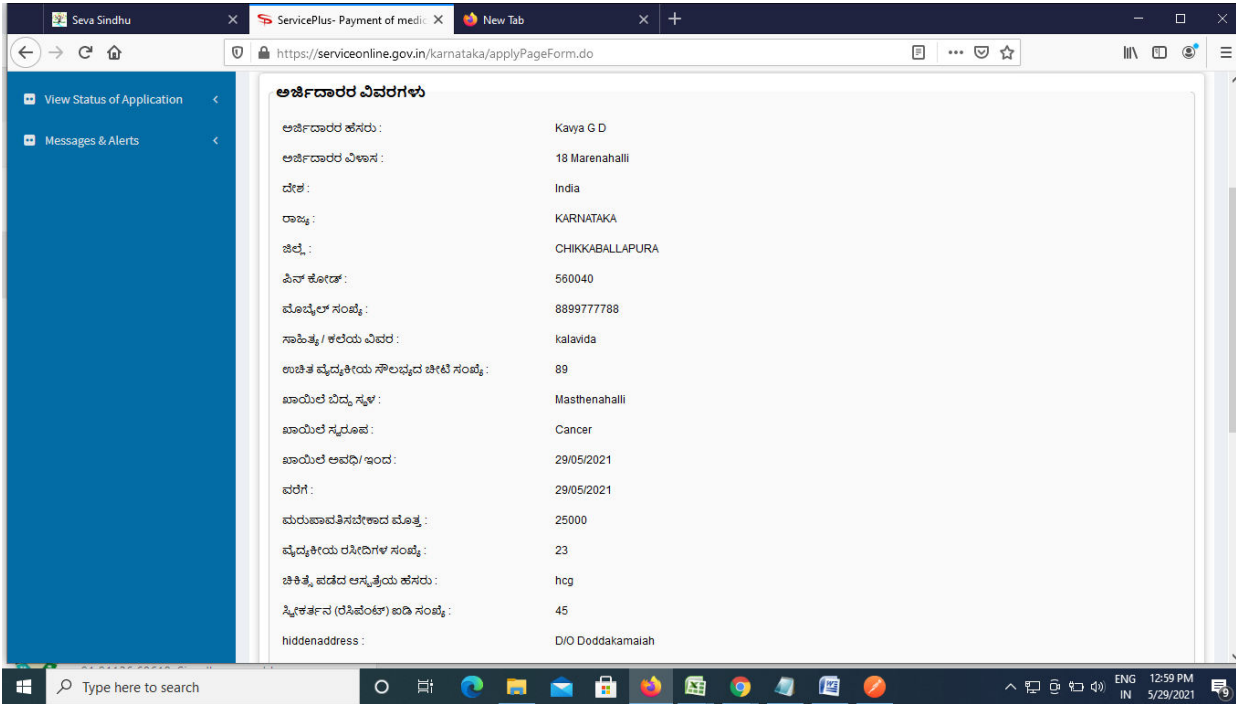 Seva Sindhu
ServicePlus- Payment of medic
New Tab
https://serviceonline.gov.in/karnataka/applyPageForm.do
View Status of Application
Messages & Alerts
ಅರ್ಜಿದಾರರ ವಿವರಗಳು
ಅರ್ಜಿದಾರರ ಹೆಸರು : Kavya G D
ಅರ್ಜಿದಾರರ ವಿಳಾಸ : 18 Marenahalli
ದೇಶ : India
ರಾಜ್ಯ : KARNATAKA
ಜಿಲ್ಲೆ : CHIKKABALLAPURA
ಪಿನ್ ಕೋಡ್ : 560040
ಮೊಬೈಲ್ ಸಂಖ್ಯೆ : 8899777788
ಸಾಹಿತ್ಯ / ಕಲೆಯ ವಿವರ : kalavida
ಉಚಿತ ವೈದ್ಯಕೀಯ ಸೌಲಭ್ಯದ ಚೀಟಿ ಸಂಖ್ಯೆ : 89
ಖಾಯಿಲೆ ಬಿದ್ದ ಸ್ಥಳ : Masthenahalli
ಖಾಯಿಲೆ ಸ್ವರೂಪ : Cancer
ಖಾಯಿಲೆ ಅವಧಿ/ ಇಂದ : 29/05/2021
ವರೆಗೆ : 29/05/2021
ಮರುಪಾವತಿಸಬೇಕಾದ ಮೊತ್ತ : 25000
ವೈದ್ಯಕೀಯ ರಸೀದಿಗಳ ಸಂಖ್ಯೆ : 23
ಚಿಕಿತ್ಸೆ ಪಡೆದ ಆಸ್ಪತ್ರೆಯ ಹೆಸರು : hcg
ಸ್ವೀಕರ್ತನ (ರೆಸಿಪೆಂಟ್) ಐಡಿ ಸಂಖ್ಯೆ : 45
hiddenaddress : D/O Doddakamaiah
Type here to search
ENG 12:59 PM
IN 5/29/2021
9